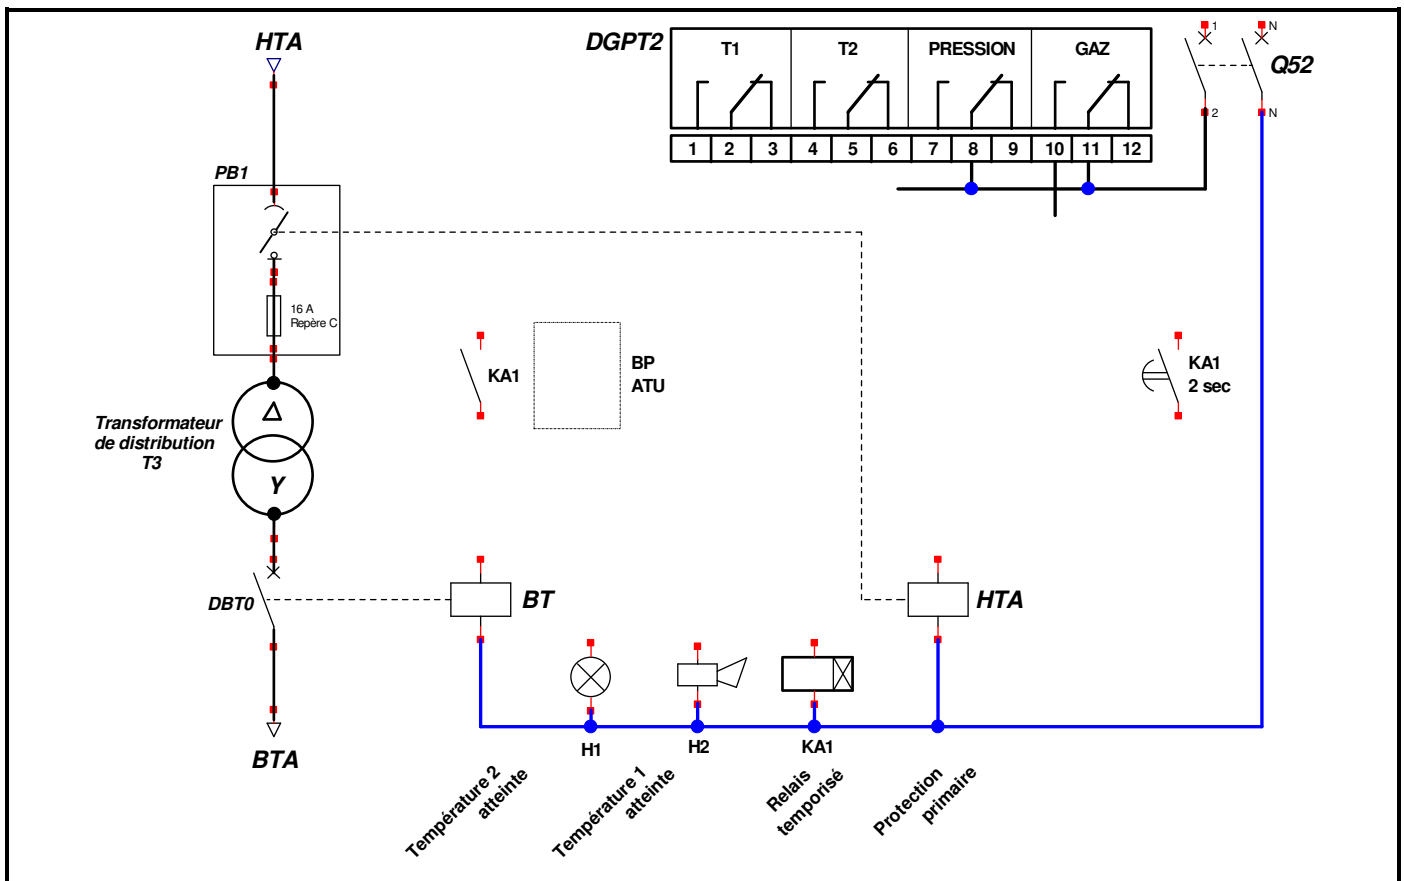 HTA
DGPT2
T1
T2
PRESSION
GAZ
1
2
3
4
5
6
7
8
9
10
11
12
1
N
Q52
2
N
PB1
16 A
Repère C
KA1
BP
ATU
KA1
2 sec
Δ
Transformateur
de distribution
T3
Y
DBT0
BT
HTA
BTA
H1
H2
KA1
Température 2
atteinte
Température 1
atteinte
Relais
temporisé
Protection
primaire